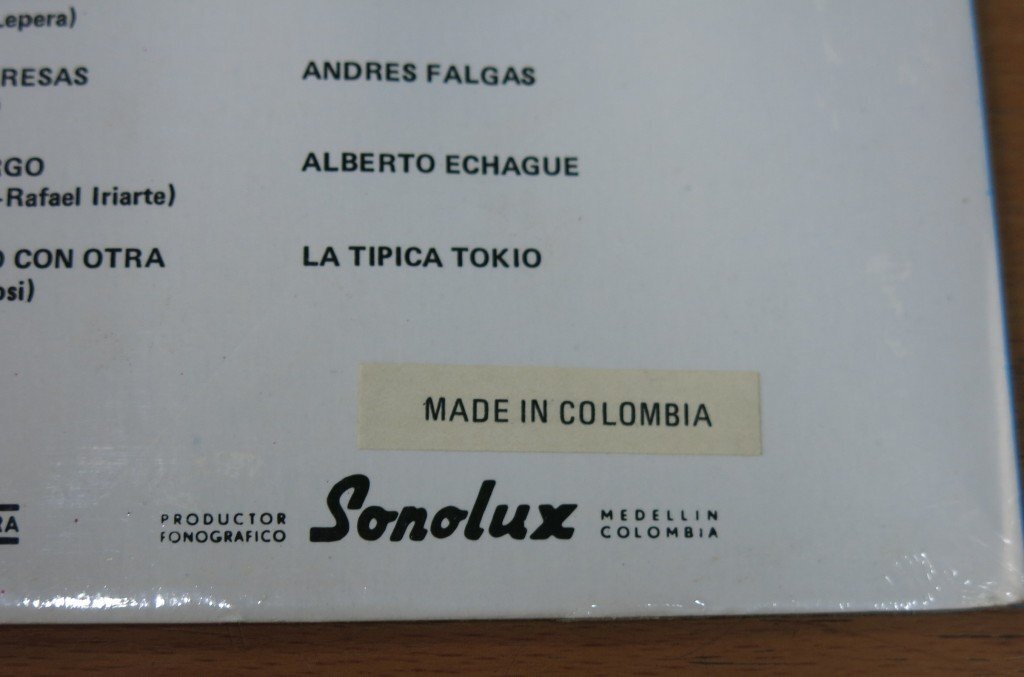 Lepera)
RESAS ANDRES FALGAS
RGO ALBERTO ECHAGUE
-Rafael Iriarte)
CON OTRA LA TIPICA TOKIO
osi)
MADE IN COLOMBIA
RA PRODUCTOR FONOGRAFICO Sonolux MEDELLIN COLOMBIA